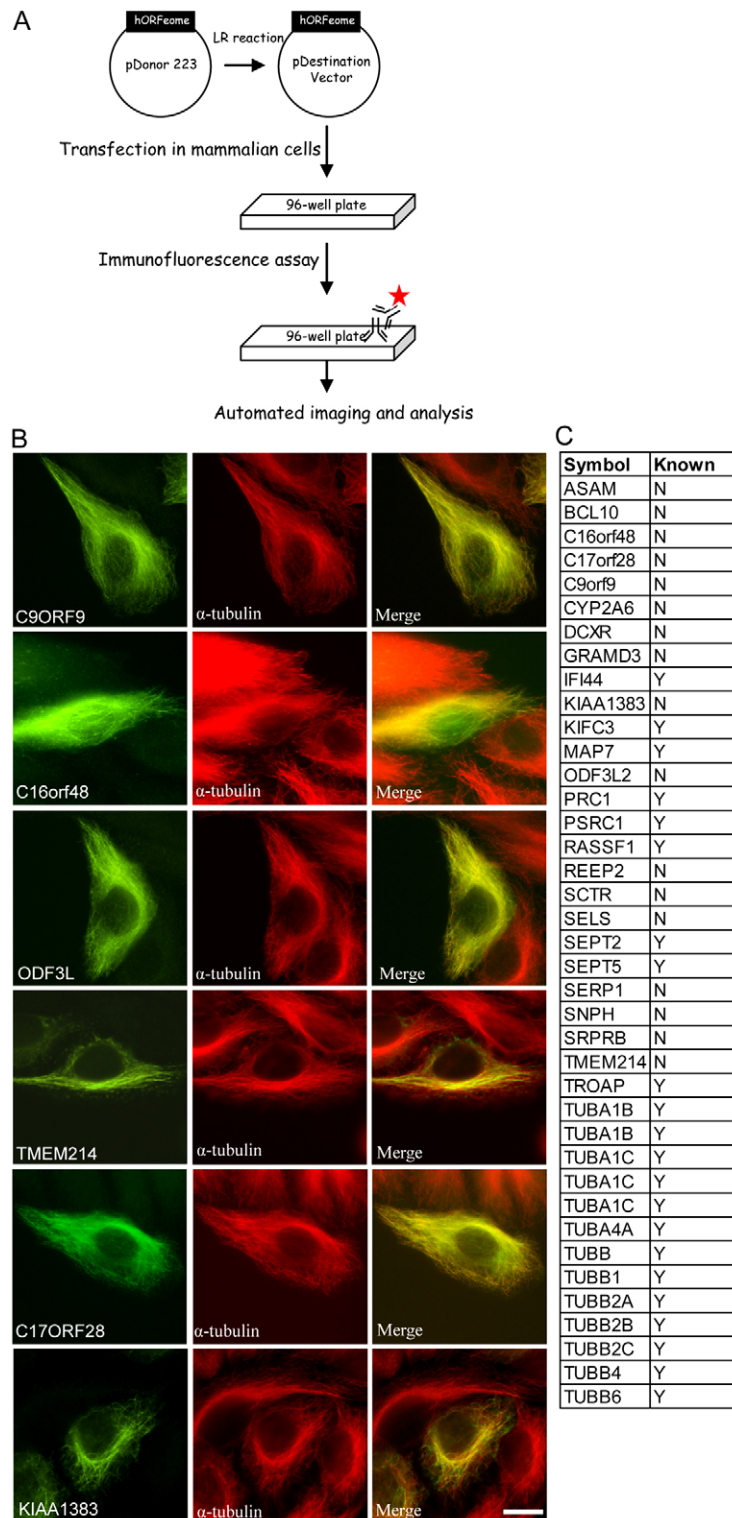 A
hORFeome
hORFeome
LR reaction
pDonor 223
pDestination
Vector
Transfection in mammalian cells
96-well plate
Immunofluorescence assay
96-well plate
Automated imaging and analysis
B
C9ORF9
α-tubulin
Merge
C16orf48
α-tubulin
Merge
ODF3L
α-tubulin
Merge
TMEM214
α-tubulin
Merge
C17ORF28
α-tubulin
Merge
KIAA1383
α-tubulin
Merge
C
Symbol Known
ASAM N
BCL10 N
C16orf48 N
C17orf28 N
C9orf9 N
CYP2A6 N
DCXR N
GRAMD3 N
IFI44 Y
KIAA1383 N
KIFC3 Y
MAP7 Y
ODF3L2 N
PRC1 Y
PSRC1 Y
RASSF1 Y
REEP2 N
SCTR N
SELS N
SEPT2 Y
SEPT5 Y
SERP1 N
SNPH N
SRPRB N
TMEM214 N
TROAP Y
TUBA1B Y
TUBA1B Y
TUBA1C Y
TUBA1C Y
TUBA1C Y
TUBA4A Y
TUBB Y
TUBB1 Y
TUBB2A Y
TUBB2B Y
TUBB2C Y
TUBB4 Y
TUBB6 Y